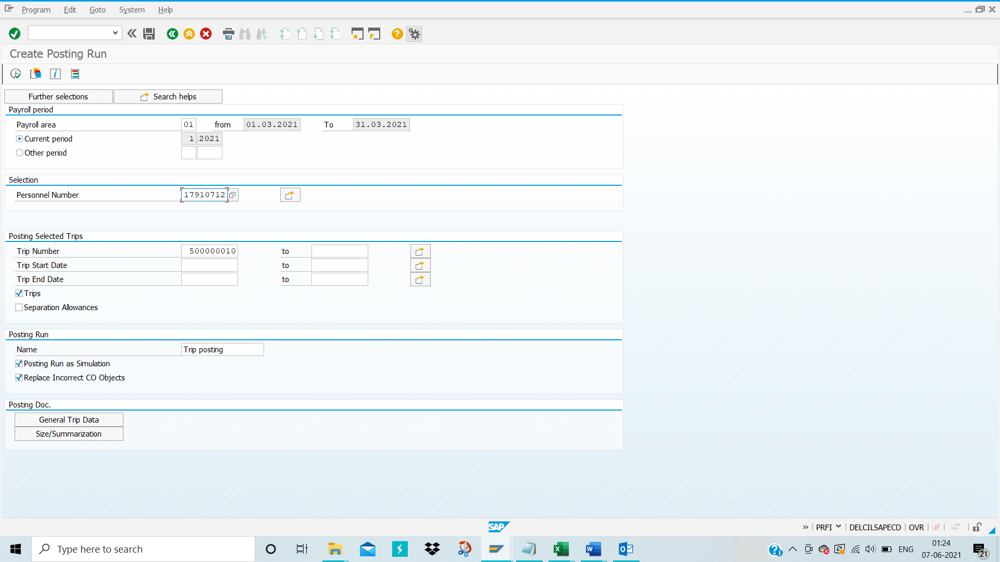 Program Edit Goto System Help
Create Posting Run
Further selections Search helps
Payroll period
Payroll area 01 from 01.03.2021 To 31.03.2021
Current period 1 2021
Other period
Selection
Personnel Number 17910712
Posting Selected Trips
Trip Number 500000010 to
Trip Start Date to
Trip End Date to
Trips
Separation Allowances
Posting Run
Name Trip posting
Posting Run as Simulation
Replace Incorrect CO Objects
Posting Doc.
General Trip Data
Size/Summarization
SAP PRFI DELCILSAPECD OVR
Type here to search ENG 01:24
07-06-2021 21